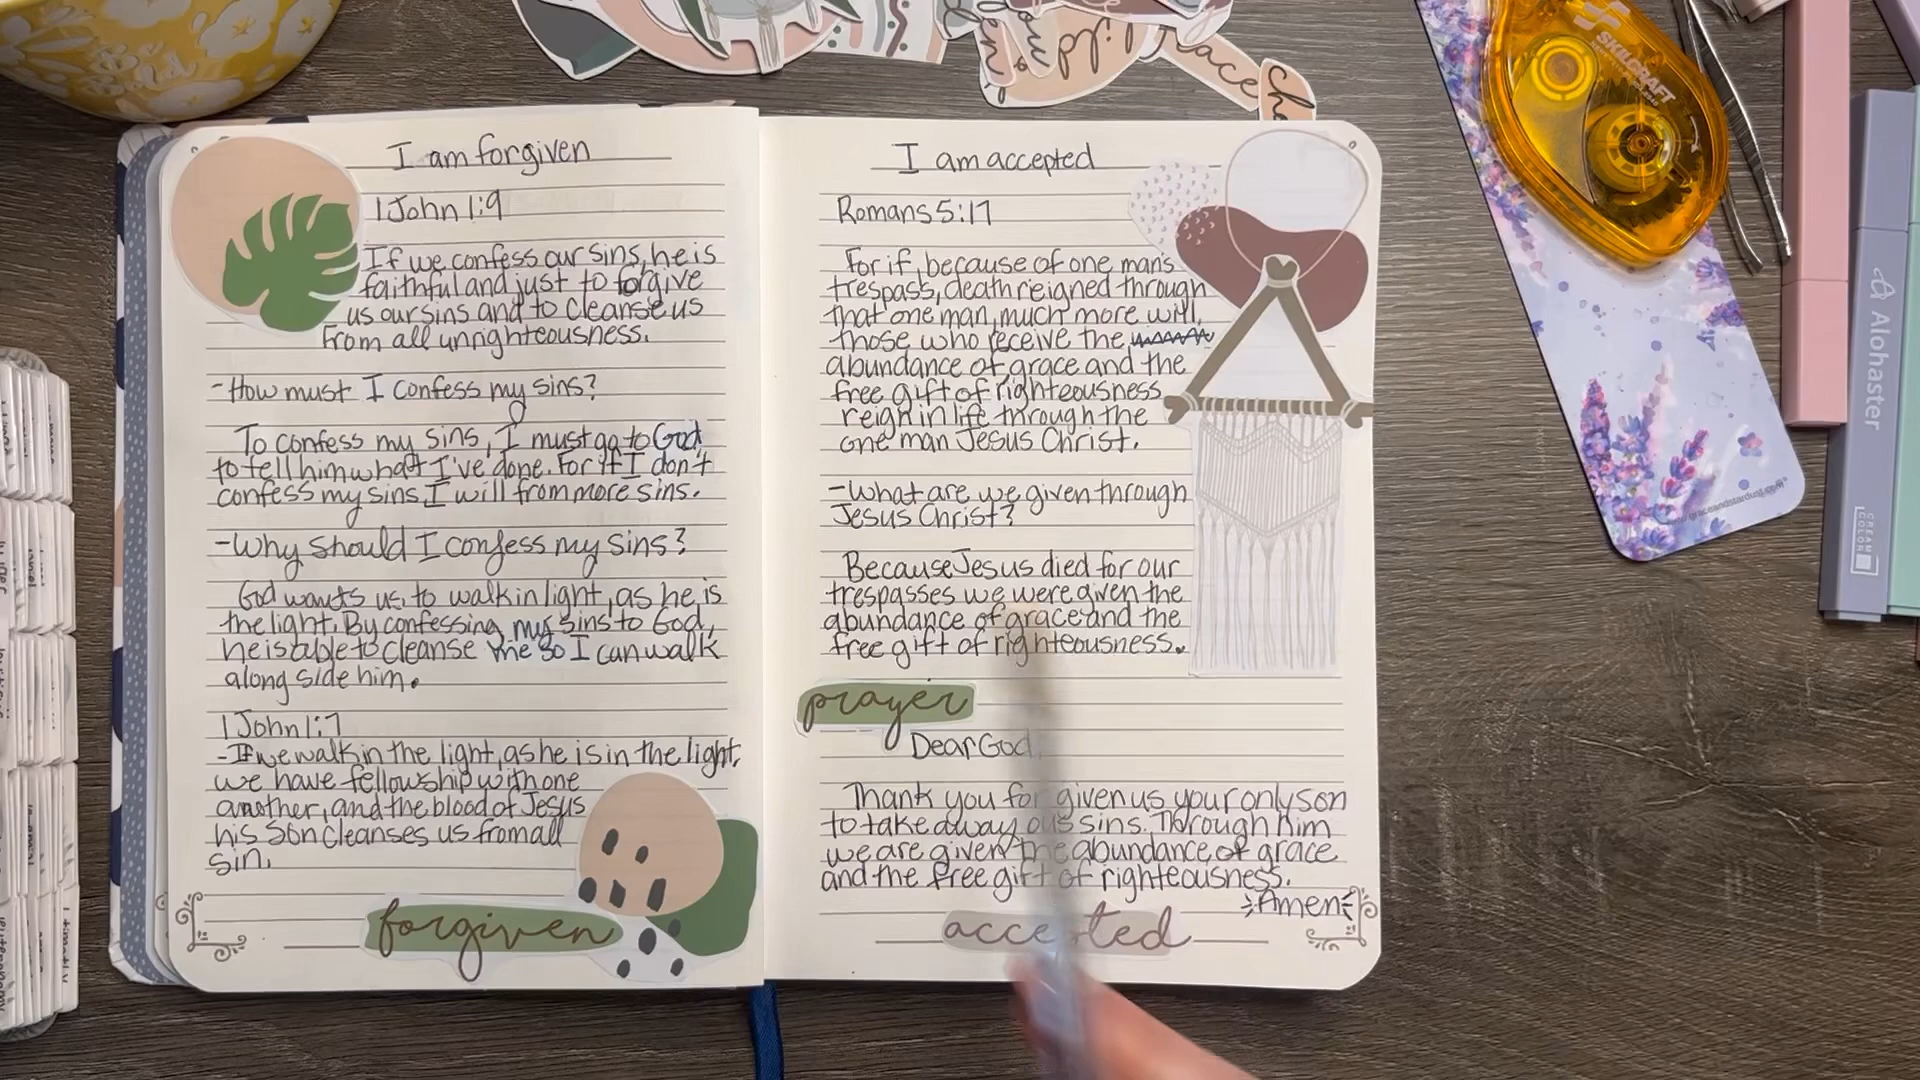 I am forgiven
1 John 1:9
If we confess our sins, he is
faithful and just to forgive
us our sins and to cleanse us
from all unrighteousness.
- How must I confess my sins?
To confess my sins, I must go to God,
to tell him what I've done. For if I don't
confess my sins, I will from more sins.
- Why should I confess my sins?
God wants us, to walk in light, as he is
the light. By confessing my sins to God,
he is able to cleanse me so I can walk
along side him.
1 John 1:7
- If we walk in the light, as he is in the light,
we have fellowship with one
another, and the blood of Jesus
his son cleanses us from all
sin.
forgiven
I am accepted
Romans 5:17
For if, because of one man's
trespass, death reigned through
that one man, much more will
those who receive the
abundance of grace and the
free gift of righteousness
reign in life through the
one man Jesus Christ.
- What are we given through
Jesus Christ?
Because Jesus died for our
trespasses we were given the
abundance of grace and the
free gift of righteousness.
prayer
Dear God,
Thank you for given us your only son
to take away our sins. Through him
we are given the abundance of grace
and the free gift of righteousness.
Amen
accepted
SKILCRAFT
graceandstardust.com
Alohaster
CREAM COLOR